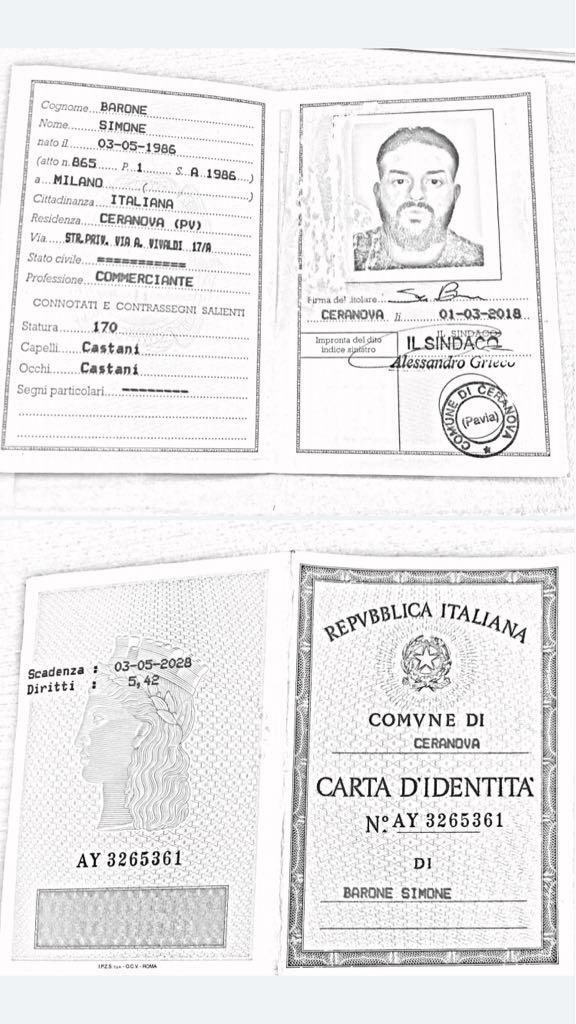 Cognome BARONE
Nome SIMONE
nato il 03-05-1986
(atto n. 865 P. 1 S. A 1986)
a MILANO ( )
Cittadinanza ITALIANA
Residenza CERANOVA (PV)
Via STR.PRIV. VIA A. VIVALDI 17/A
Stato civile ===========
Professione COMMERCIANTE
CONNOTATI E CONTRASSEGNI SALIENTI
Statura 170
Capelli Castani
Occhi Castani
Segni particolari --------
Firma del titolare
CERANOVA li 01-03-2018
Impronta del dito
indice sinistro
IL SINDACO
IL SINDACO
Alessandro Grieco
COMUNE DI CERANOVA
(Pavia)
Scadenza : 03-05-2028
Diritti : 5,42
AY 3265361
I.P.Z.S. S.p.A. - O.C.V. - ROMA
REPVBBLICA ITALIANA
COMVNE DI
CERANOVA
CARTA D'IDENTITA'
Nº AY 3265361
DI
BARONE SIMONE